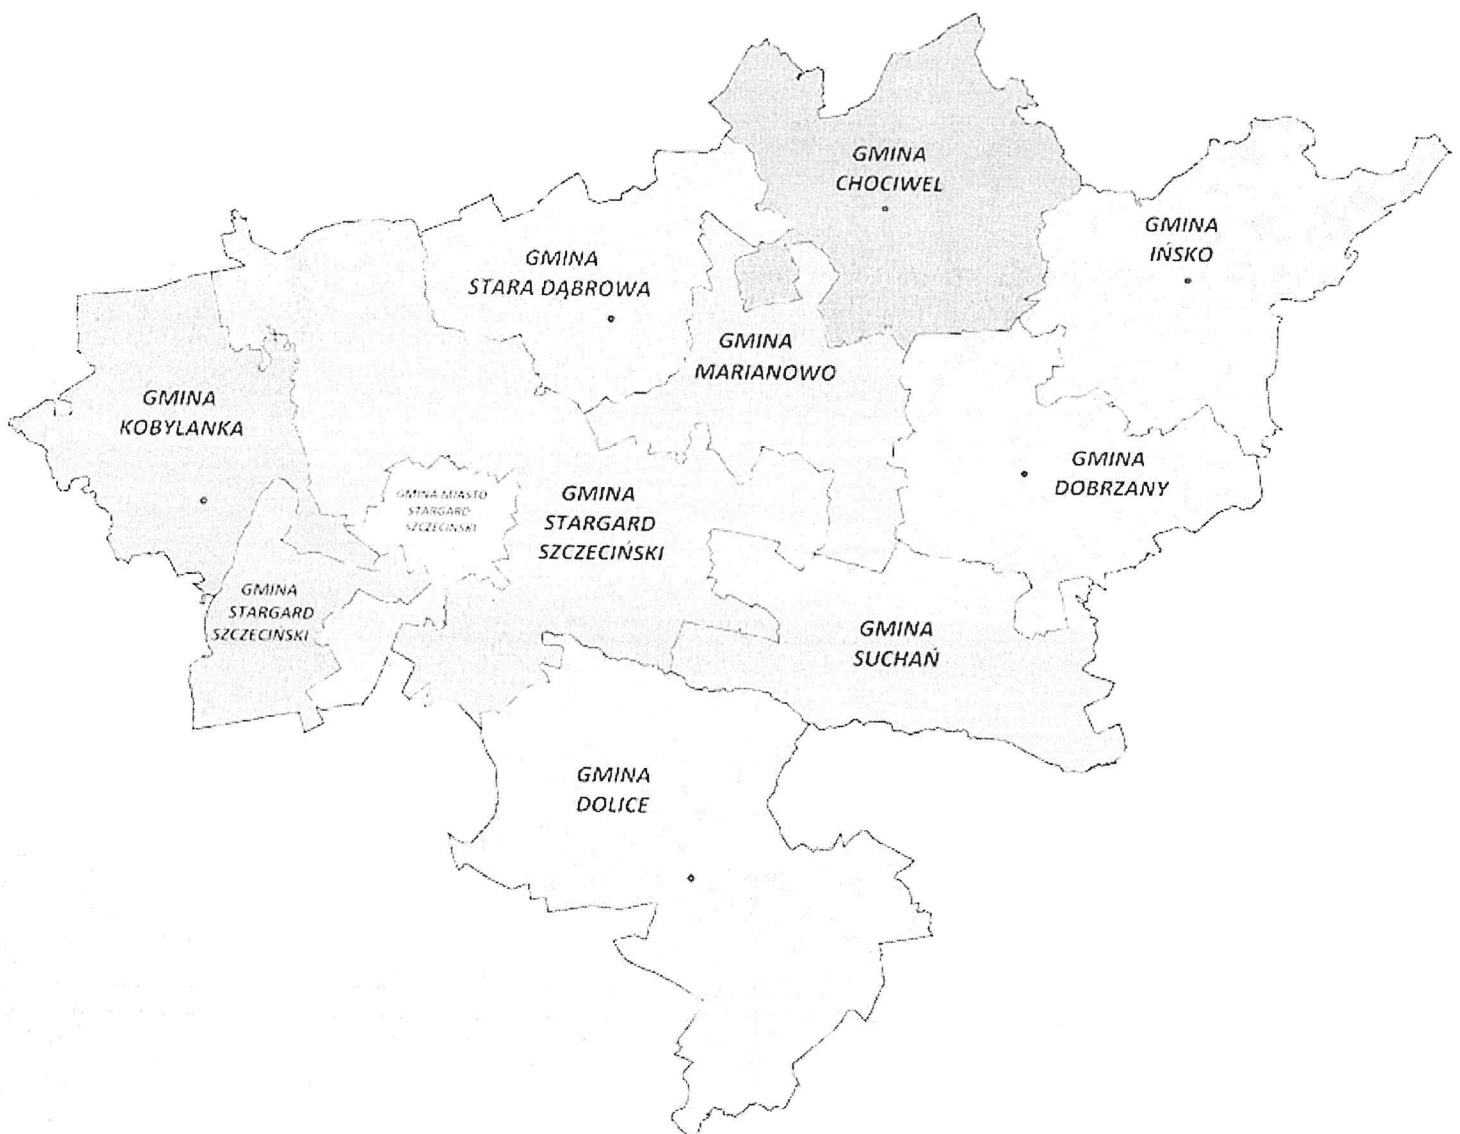 GMINA
CHOCIWEL
GMINA
IŃSKO
GMINA
STARA DĄBROWA
GMINA
MARIANOWO
GMINA
KOBYLANKA
GMINA
DOBRZANY
GMINA MIASTO
STARGARD
SZCZECIŃSKI
GMINA
STARGARD
SZCZECIŃSKI
GMINA
STARGARD
SZCZECIŃSKI
GMINA
SUCHAŃ
GMINA
DOLICE